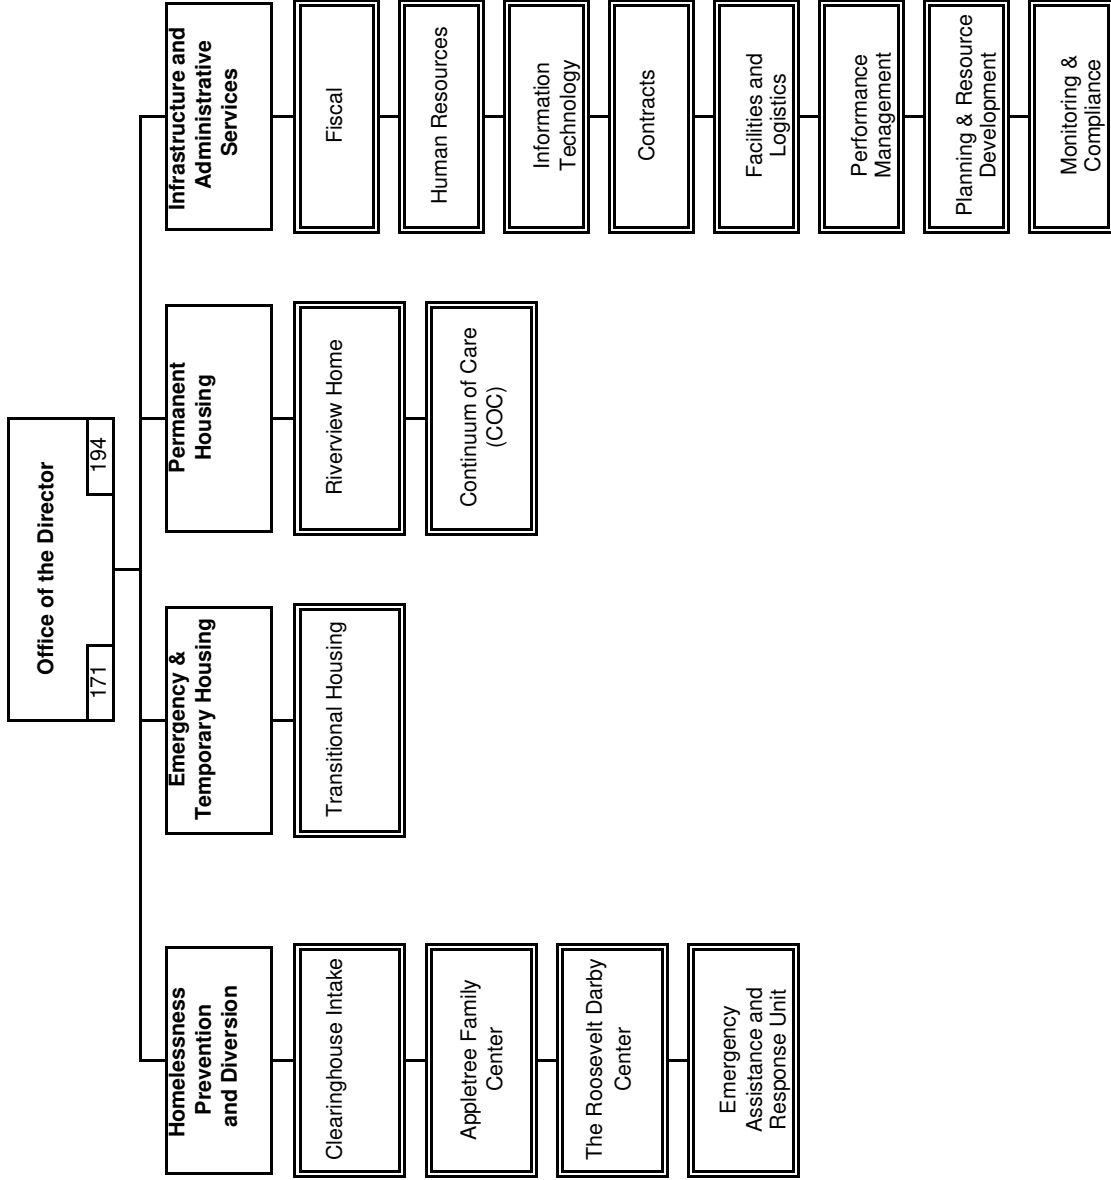 Office of the Director
171
194
Homelessness
Prevention
and Diversion
Clearinghouse Intake
Appletree Family
Center
The Roosevelt Darby
Center
Emergency
Assistance and
Response Unit
Emergency &
Temporary Housing
Transitional Housing
Permanent
Housing
Riverview Home
Continuum of Care
(COC)
Infrastructure and
Administrative
Services
Fiscal
Human Resources
Information
Technology
Contracts
Facilities and
Logistics
Performance
Management
Planning & Resource
Development
Monitoring &
Compliance